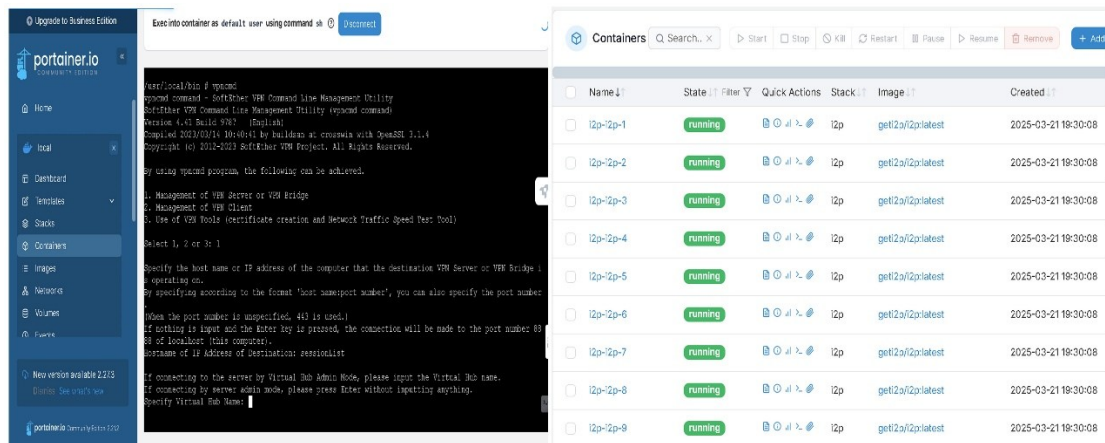 Upgrade to Business Edition
portainer.io
COMMUNITY EDITION
Home
local
Dashboard
Templates
Stacks
Containers
Images
Networks
Volumes
Events
New version available 2.27.3
Dismiss See what's new
portainer.io Community Edition 2.21.2
Exec into container as default user using command sh Disconnect
/usr/local/bin # vpncmd
vpncmd command - SoftEther VPN Command Line Management Utility
SoftEther VPN Command Line Management Utility (vpncmd command)
Version 4.41 Build 9787 (English)
Compiled 2023/03/14 10:40:41 by buildsan at crosswin with OpenSSL 3.1.4
Copyright (c) 2012-2023 SoftEther VPN Project. All Rights Reserved.
By using vpncmd program, the following can be achieved.
1. Management of VPN Server or VPN Bridge
2. Management of VPN Client
3. Use of VPN Tools (certificate creation and Network Traffic Speed Test Tool)
Select 1, 2 or 3: 1
Specify the host name or IP address of the computer that the destination VPN Server or VPN Bridge i
s operating on.
By specifying according to the format 'host name:port number', you can also specify the port number
.
(When the port number is unspecified, 443 is used.)
If nothing is input and the Enter key is pressed, the connection will be made to the port number 88
88 of localhost (this computer).
Hostname of IP Address of Destination: sessionlist
If connecting to the server by Virtual Hub Admin Mode, please input the Virtual Hub name.
If connecting by server admin mode, please press Enter without inputting anything.
Specify Virtual Hub Name:
Containers Search.. × Start Stop Kill Restart Pause Resume Remove + Add
Name State Filter Quick Actions Stack Image Created
i2p-i2p-1 running i2p geti2p/i2p:latest 2025-03-21 19:30:08
i2p-i2p-2 running i2p geti2p/i2p:latest 2025-03-21 19:30:08
i2p-i2p-3 running i2p geti2p/i2p:latest 2025-03-21 19:30:08
i2p-i2p-4 running i2p geti2p/i2p:latest 2025-03-21 19:30:08
i2p-i2p-5 running i2p geti2p/i2p:latest 2025-03-21 19:30:08
i2p-i2p-6 running i2p geti2p/i2p:latest 2025-03-21 19:30:08
i2p-i2p-7 running i2p geti2p/i2p:latest 2025-03-21 19:30:08
i2p-i2p-8 running i2p geti2p/i2p:latest 2025-03-21 19:30:08
i2p-i2p-9 running i2p geti2p/i2p:latest 2025-03-21 19:30:08